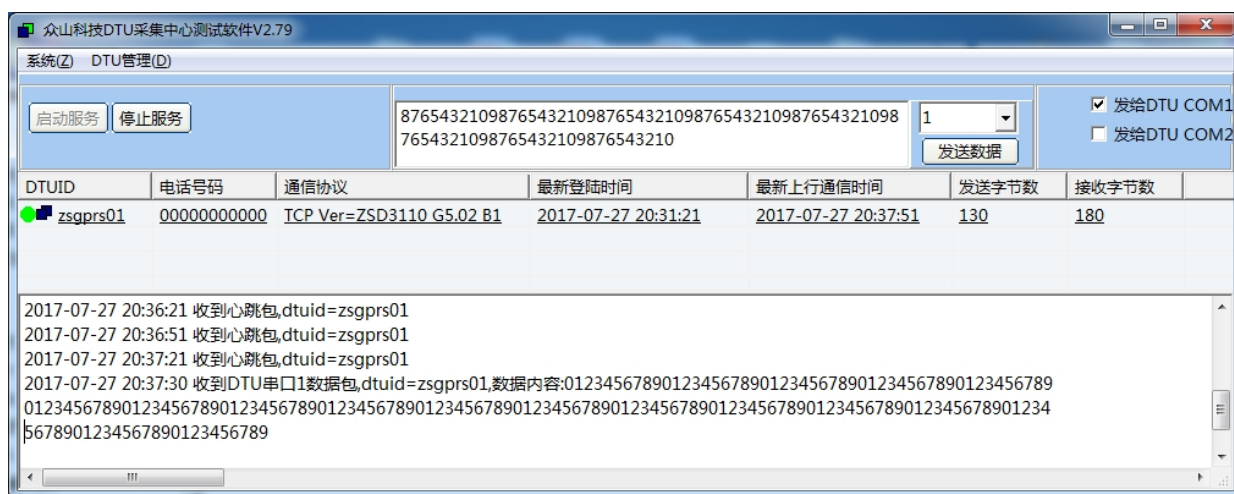 众山科技DTU采集中心测试软件V2.79
系统(Z) DTU管理(D)
启动服务 停止服务
876543210987654321098765432109876543210987654321098
7654321098765432109876543210
1
发送数据
发给DTU COM1
发给DTU COM2
DTUID 电话号码 通信协议 最新登陆时间 最新上行通信时间 发送字节数 接收字节数
zsgprs01 00000000000 TCP Ver=ZSD3110 G5.02 B1 2017-07-27 20:31:21 2017-07-27 20:37:51 130 180
2017-07-27 20:36:21 收到心跳包,dtuid=zsgprs01
2017-07-27 20:36:51 收到心跳包,dtuid=zsgprs01
2017-07-27 20:37:21 收到心跳包,dtuid=zsgprs01
2017-07-27 20:37:30 收到DTU串口1数据包,dtuid=zsgprs01,数据内容:01234567890123456789012345678901234567890123456789
012345678901234567890123456789012345678901234567890123456789012345678901234567890123456789012345678901234
5678901234567890123456789